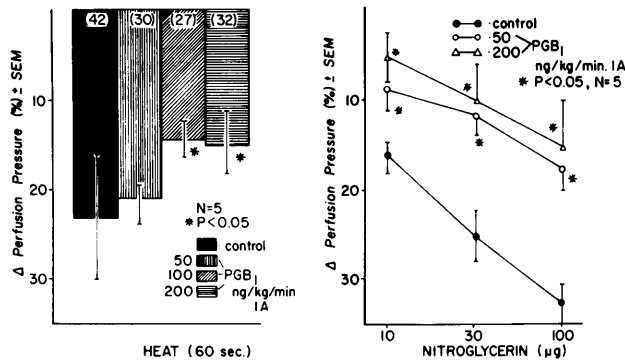 (42) (30) (27) (32)
Δ Perfusion Pressure (%) ± SEM
10
20
30
*
*
N=5
* P<0.05
control
50
100
200
PGB1
ng/kg/min
IA
HEAT (60 sec.)
control
50
200
PGB1
ng/kg/min. IA
* P<0.05, N=5
Δ Perfusion Pressure (%) ± SEM
10
20
30
*
*
*
*
*
*
10 30 100
NITROGLYCERIN (μg)